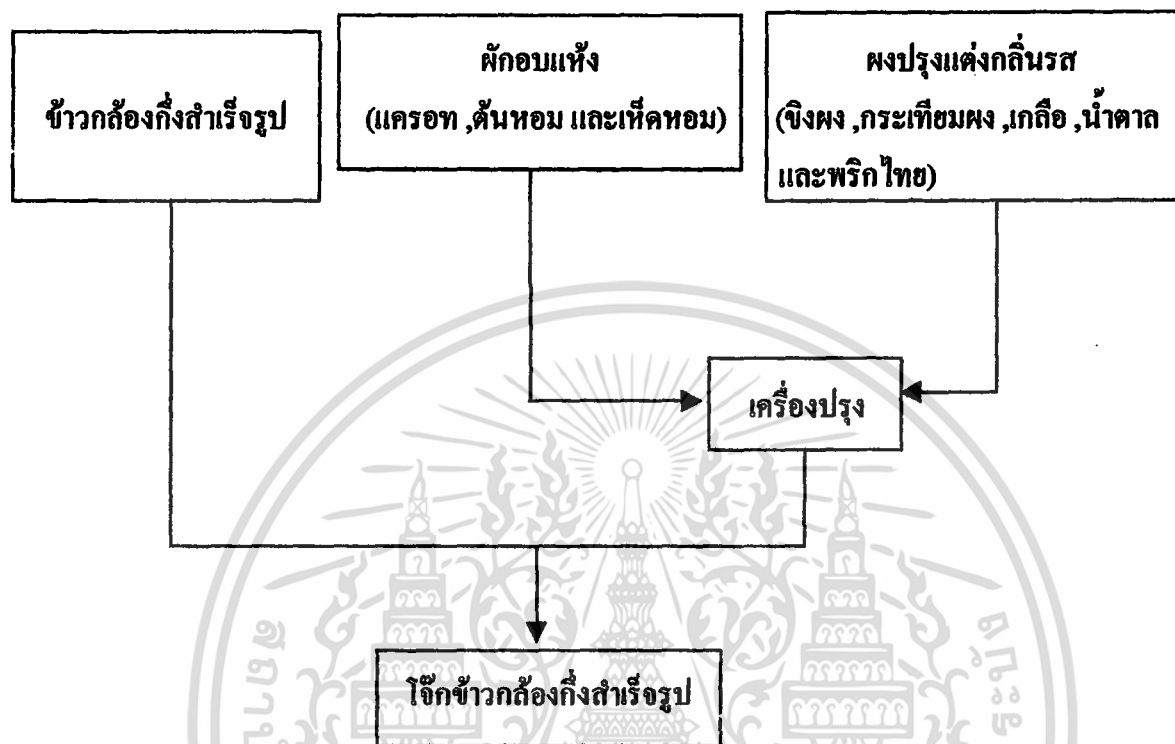 ข้าวกล้องกึ่งสำเร็จรูป
ผักอบแห้ง
(แครอท ,ต้นหอม และเห็ดหอม)
ผงปรุงแต่งกลิ่นรส
(ขิงผง ,กระเทียมผง ,เกลือ ,น้ำตาล
และพริกไทย)
เครื่องปรุง
โจ๊กข้าวกล้องกึ่งสำเร็จรูป